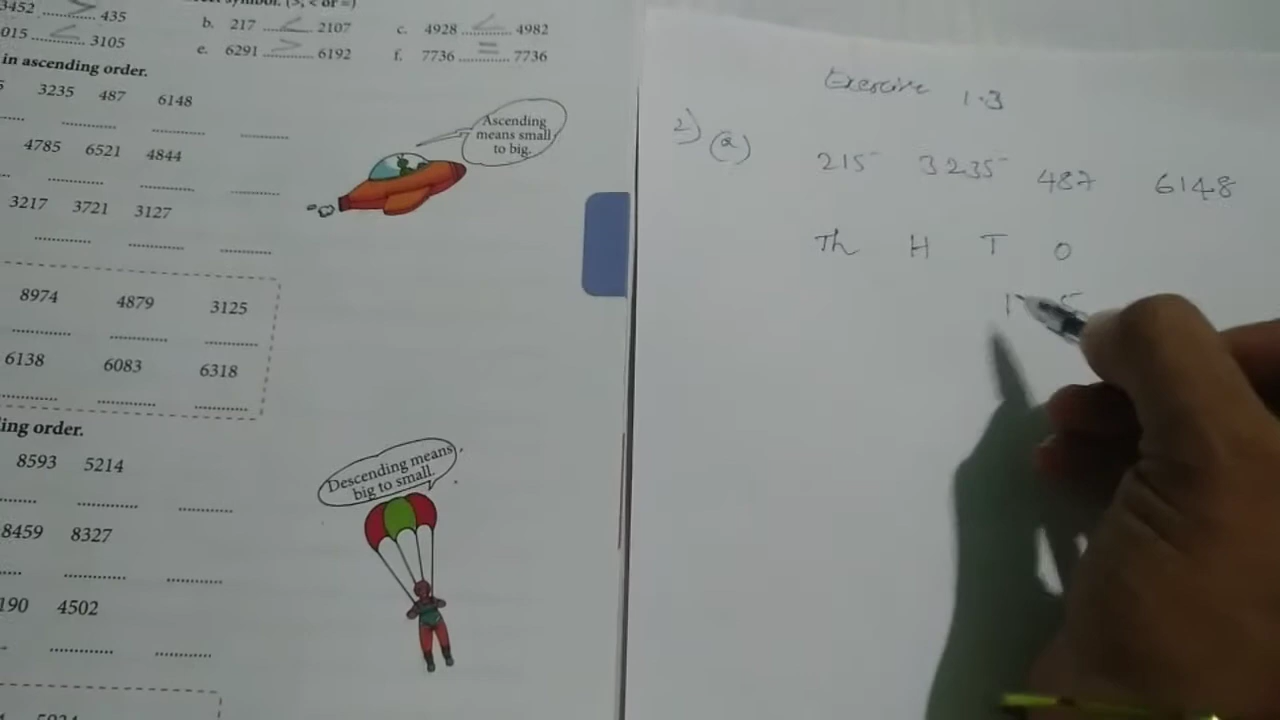 3452 ........ > 435
b. 217 ........ < 2107
c. 4928 ........ < 4982
015 ........ < 3105
e. 6291 ........ > 6192
f. 7736 ........ = 7736
in ascending order.
3235 487 6148
4785 6521 4844
3217 3721 3127
Ascending
means small
to big.
8974 4879 3125
6138 6083 6318
ing order.
8593 5214
8459 8327
190 4502
Descending means
big to small.
Exercise 1.3
2) (a) 215 3235 487 6148
Th H T O
1 5